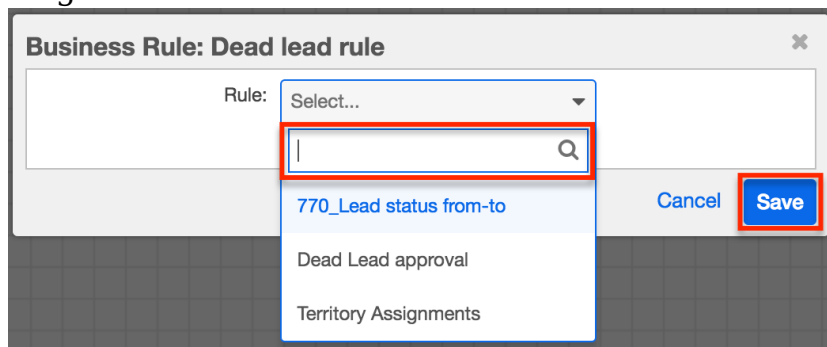 Business Rule: Dead lead rule
Rule:
Select...
770_Lead status from-to
Cancel
Save
Dead Lead approval
Territory Assignments